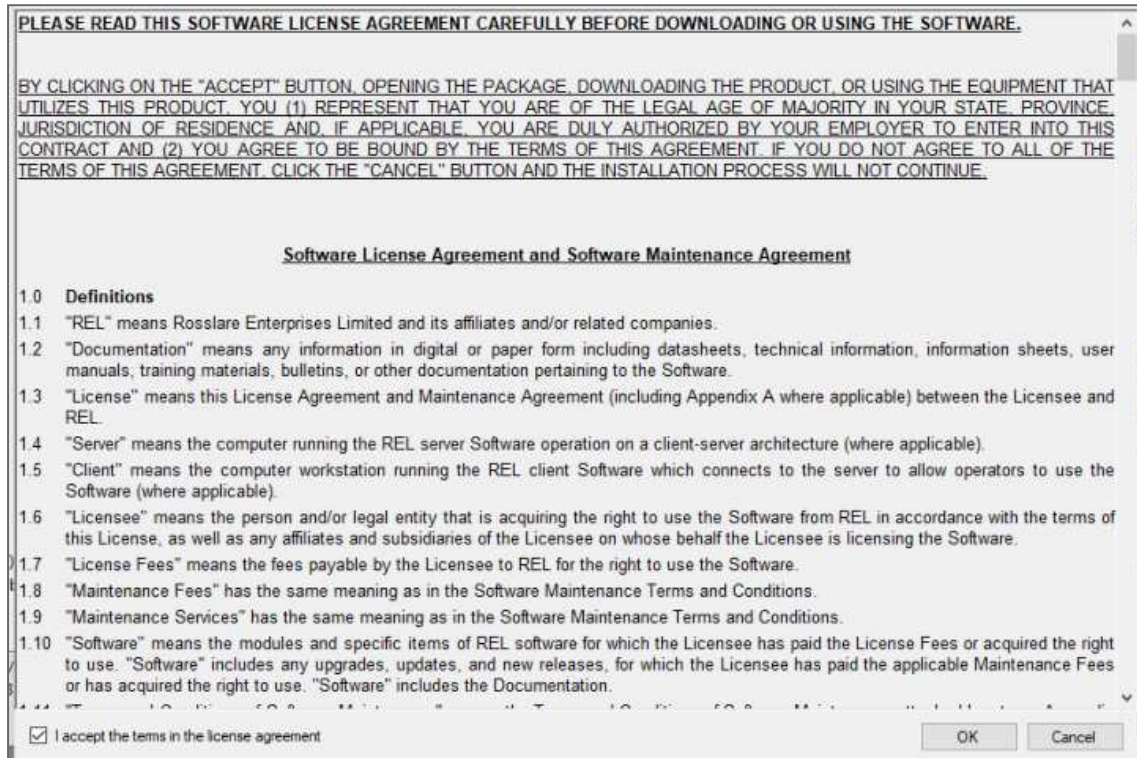 PLEASE READ THIS SOFTWARE LICENSE AGREEMENT CAREFULLY BEFORE DOWNLOADING OR USING THE SOFTWARE.
BY CLICKING ON THE "ACCEPT" BUTTON, OPENING THE PACKAGE, DOWNLOADING THE PRODUCT, OR USING THE EQUIPMENT THAT
UTILIZES THIS PRODUCT, YOU (1) REPRESENT THAT YOU ARE OF THE LEGAL AGE OF MAJORITY IN YOUR STATE, PROVINCE,
JURISDICTION OF RESIDENCE AND, IF APPLICABLE, YOU ARE DULY AUTHORIZED BY YOUR EMPLOYER TO ENTER INTO THIS
CONTRACT AND (2) YOU AGREE TO BE BOUND BY THE TERMS OF THIS AGREEMENT. IF YOU DO NOT AGREE TO ALL OF THE
TERMS OF THIS AGREEMENT, CLICK THE "CANCEL" BUTTON AND THE INSTALLATION PROCESS WILL NOT CONTINUE.
Software License Agreement and Software Maintenance Agreement
1.0 Definitions
1.1 "REL" means Rosslare Enterprises Limited and its affiliates and/or related companies.
1.2 "Documentation" means any information in digital or paper form including datasheets, technical information, information sheets, user
manuals, training materials, bulletins, or other documentation pertaining to the Software.
1.3 "License" means this License Agreement and Maintenance Agreement (including Appendix A where applicable) between the Licensee and
REL.
1.4 "Server" means the computer running the REL server Software operation on a client-server architecture (where applicable).
1.5 "Client" means the computer workstation running the REL client Software which connects to the server to allow operators to use the
Software (where applicable).
1.6 "Licensee" means the person and/or legal entity that is acquiring the right to use the Software from REL in accordance with the terms of
this License, as well as any affiliates and subsidiaries of the Licensee on whose behalf the Licensee is licensing the Software.
1.7 "License Fees" means the fees payable by the Licensee to REL for the right to use the Software.
1.8 "Maintenance Fees" has the same meaning as in the Software Maintenance Terms and Conditions.
1.9 "Maintenance Services" has the same meaning as in the Software Maintenance Terms and Conditions.
1.10 "Software" means the modules and specific items of REL software for which the Licensee has paid the License Fees or acquired the right
to use. "Software" includes any upgrades, updates, and new releases, for which the Licensee has paid the applicable Maintenance Fees
or has acquired the right to use. "Software" includes the Documentation.
I accept the terms in the license agreement
OK
Cancel